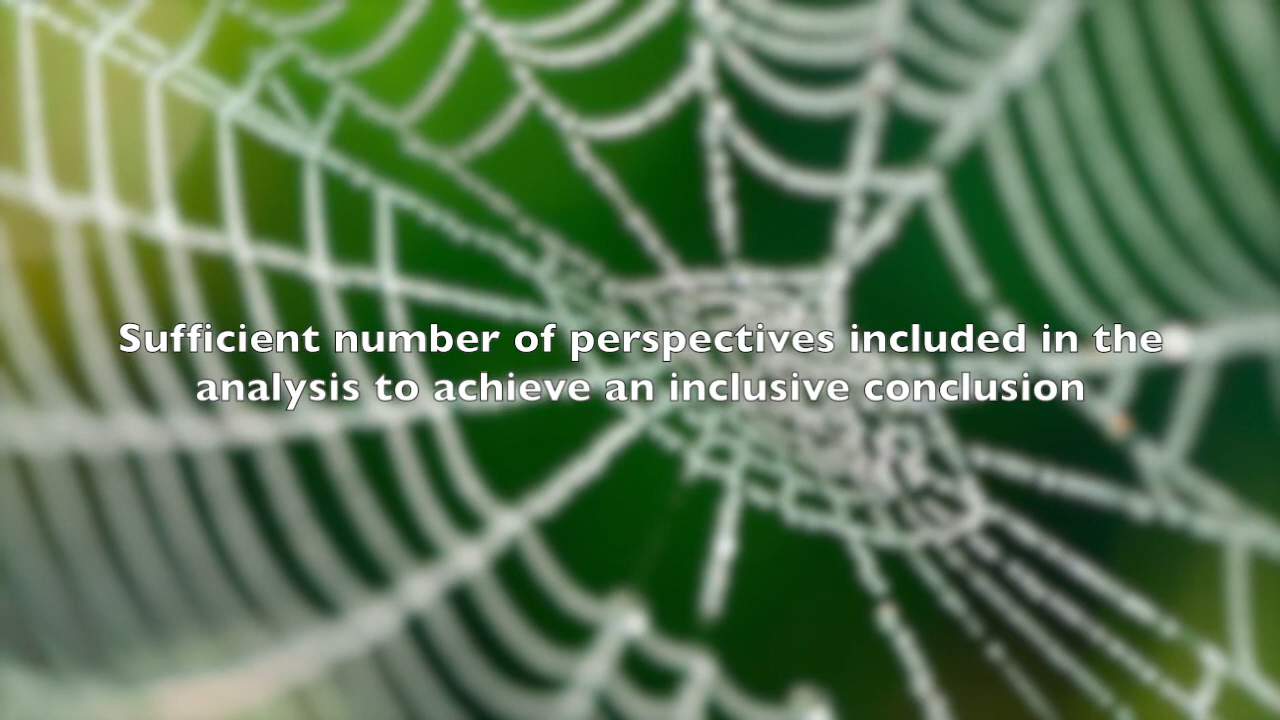 Sufficient number of perspectives included in the
analysis to achieve an inclusive conclusion